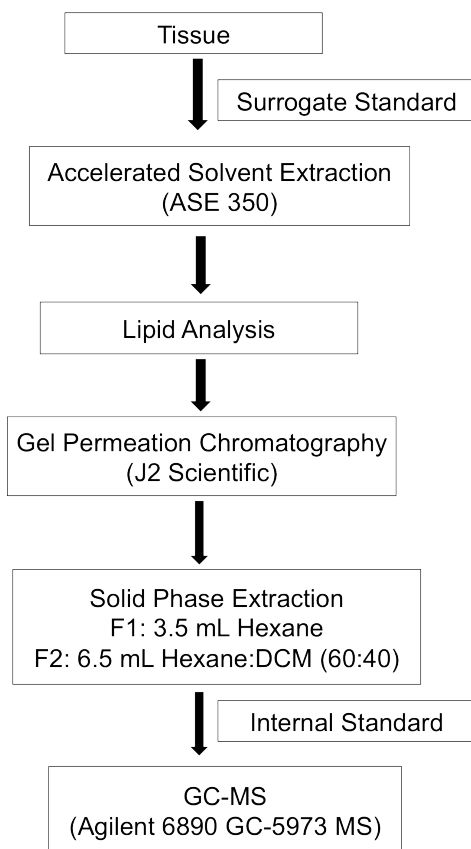 Tissue
Surrogate Standard
Accelerated Solvent Extraction
(ASE 350)
Lipid Analysis
Gel Permeation Chromatography
(J2 Scientific)
Solid Phase Extraction
F1: 3.5 mL Hexane
F2: 6.5 mL Hexane:DCM (60:40)
Internal Standard
GC-MS
(Agilent 6890 GC-5973 MS)